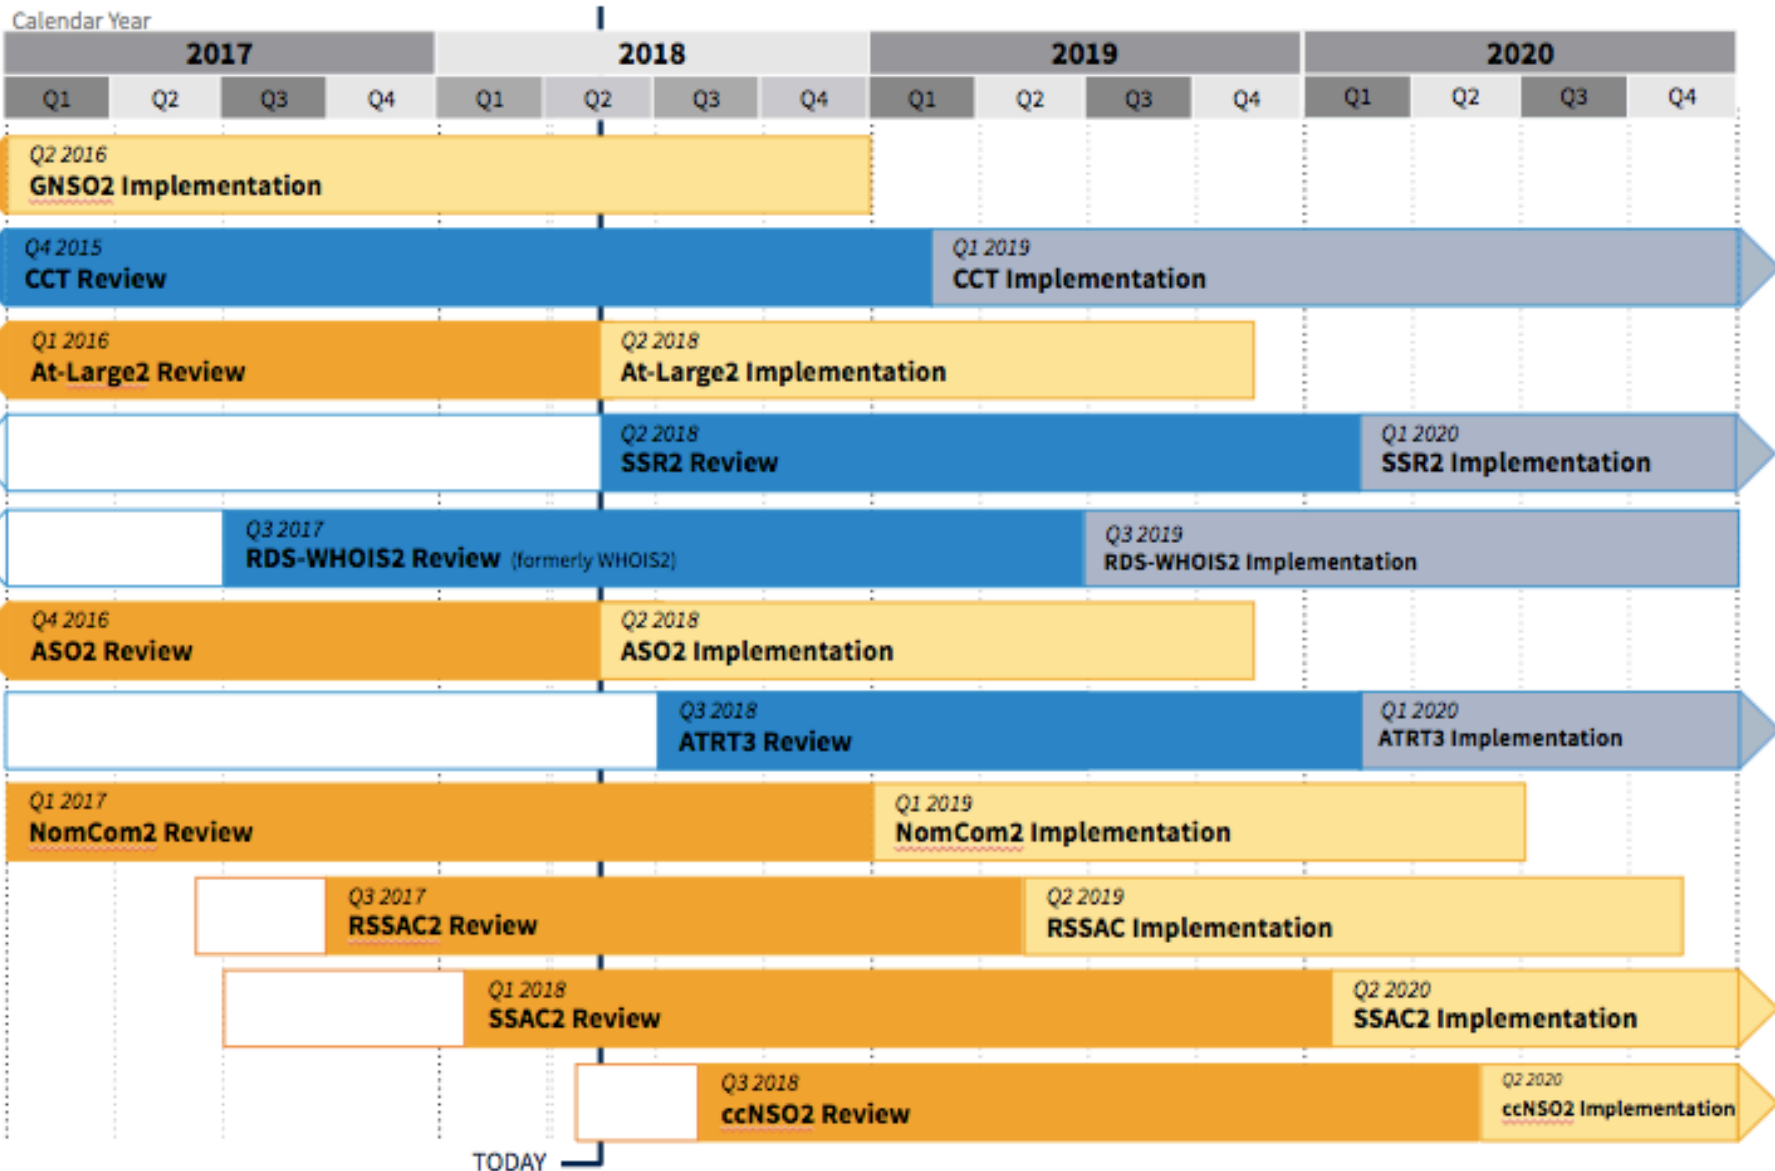 Calendar Year
2017 2018 2019 2020
Q1 Q2 Q3 Q4 Q1 Q2 Q3 Q4 Q1 Q2 Q3 Q4 Q1 Q2 Q3 Q4
Q2 2016
GNSO2 Implementation
Q4 2015
CCT Review
Q1 2019
CCT Implementation
Q1 2016
At-Large2 Review
Q2 2018
At-Large2 Implementation
Q2 2018
SSR2 Review
Q1 2020
SSR2 Implementation
Q3 2017
RDS-WHOIS2 Review (formerly WHOIS2)
Q3 2019
RDS-WHOIS2 Implementation
Q4 2016
ASO2 Review
Q2 2018
ASO2 Implementation
Q3 2018
ATRT3 Review
Q1 2020
ATRT3 Implementation
Q1 2017
NomCom2 Review
Q1 2019
NomCom2 Implementation
Q3 2017
RSSAC2 Review
Q2 2019
RSSAC Implementation
Q1 2018
SSAC2 Review
Q2 2020
SSAC2 Implementation
Q3 2018
ccNSO2 Review
Q2 2020
ccNSO2 Implementation
TODAY